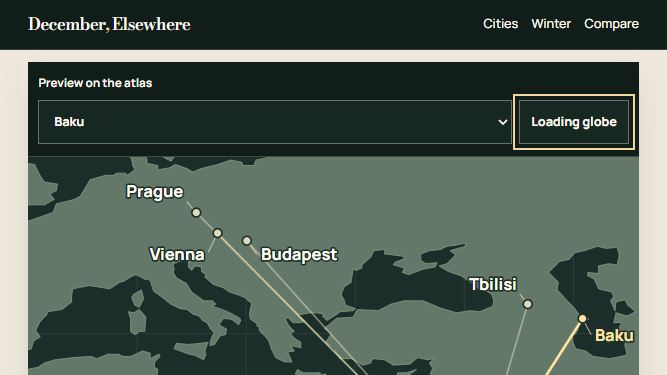 December, Elsewhere
Cities Winter Compare
Preview on the atlas
Baku
Loading globe
Prague
Vienna
Budapest
Tbilisi
Baku